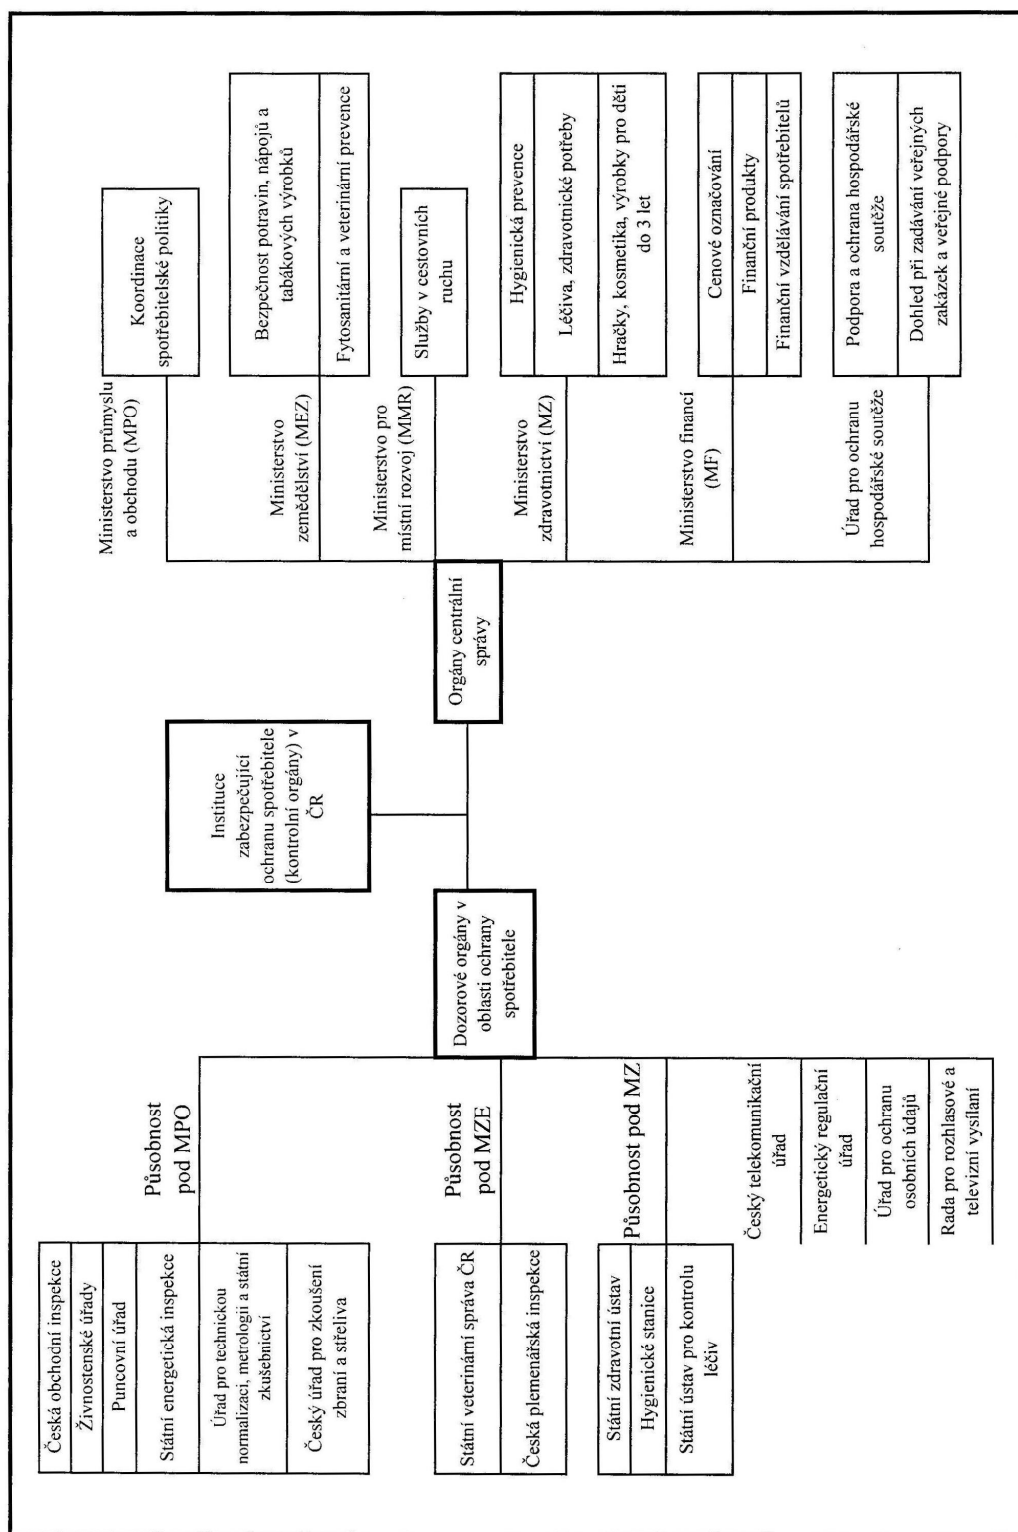 Instituce
zabezpečující
ochranu spotřebitele
(kontrolní orgány) v
ČR
Dozorové orgány v
oblasti ochrany
spotřebitele
Orgány centrální
správy
Působnost
pod MPO
Česká obchodní inspekce
Živnostenské úřady
Puncovní úřad
Státní energetická inspekce
Úřad pro technickou
normalizaci, metrologii a státní
zkušebnictví
Český úřad pro zkoušení
zbraní a střeliva
Působnost
pod MZE
Státní veterinární správa ČR
Česká plemenářská inspekce
Působnost pod MZ
Státní zdravotní ústav
Hygienické stanice
Státní ústav pro kontrolu
léčiv
Český telekomunikační
úřad
Energetický regulační
úřad
Úřad pro ochranu
osobních údajů
Rada pro rozhlasové a
televizní vysílaní
Ministerstvo průmyslu
a obchodu (MPO)
Koordinace
spotřebitelské politiky
Ministerstvo
zemědělství (MEZ)
Bezpečnost potravin, nápojů a
tabákových výrobků
Fytosanitární a veterinární prevence
Ministerstvo pro
místní rozvoj (MMR)
Služby v cestovních
ruchu
Ministerstvo
zdravotnictví (MZ)
Hygienická prevence
Léčiva, zdravotnické potřeby
Hračky, kosmetika, výrobky pro děti
do 3 let
Ministerstvo financí
(MF)
Cenové označování
Finanční produkty
Finanční vzdělávání spotřebitelů
Úřad pro ochranu
hospodářské soutěže
Podpora a ochrana hospodářské
soutěže
Dohled při zadávání veřejných
zakázek a veřejné podpory